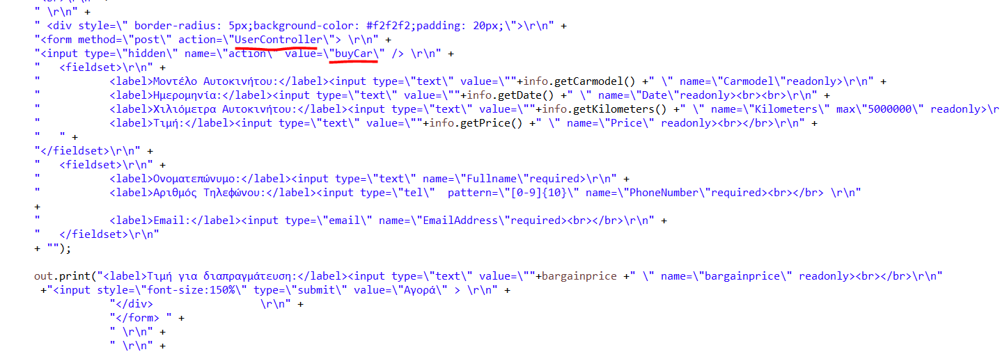 " \r\n" +
" <div style=\" border-radius: 5px;background-color: #f2f2f2;padding: 20px;\">\r\n" +
"<form method=\"post\" action=\"UserController\"> \r\n" +
"<input type=\"hidden\" name=\"action\" value=\"buyCar\" /> \r\n" +
"   <fieldset>\r\n" +
"           <label>Μοντέλο Αυτοκινήτου:</label><input type=\"text\" value=\""+info.getCarmodel() +" \" name=\"Carmodel\"readonly>\r\n" +
"           <label>Ημερομηνία:</label><input type=\"text\" value=\""+info.getDate() +" \" name=\"Date\"readonly><br><br>\r\n" +
"           <label>Χιλιόμετρα Αυτοκινήτου:</label><input type=\"text\" value=\""+info.getKilometers() +" \" name=\"Kilometers\" max\"5000000\" readonly>\r
"           <label>Τιμή:</label><input type=\"text\" value=\""+info.getPrice() +" \" name=\"Price\" readonly><br></br>\r\n" +
"   " +
"</fieldset>\r\n" +
"   <fieldset>\r\n" +
"           <label>Ονοματεπώνυμο:</label><input type=\"text\" name=\"Fullname\"required>\r\n" +
"           <label>Αριθμός Τηλεφώνου:</label><input type=\"tel\"  pattern=\"[0-9]{10}\" name=\"PhoneNumber\"required><br></br> \r\n"
+
"           <label>Email:</label><input type=\"email\" name=\"EmailAddress\"required><br></br>\r\n" +
"   </fieldset>\r\n"
+ "");
out.print("<label>Τιμή για διαπραγμάτευση:</label><input type=\"text\" value=\""+bargainprice +" \" name=\"bargainprice\" readonly><br></br>\r\n"
+"<input style=\"font-size:150%\" type=\"submit\" value=\"Αγορά\" > \r\n" +
"</div>                 \r\n" +
"</form> " +
" \r\n" +
" \r\n" +